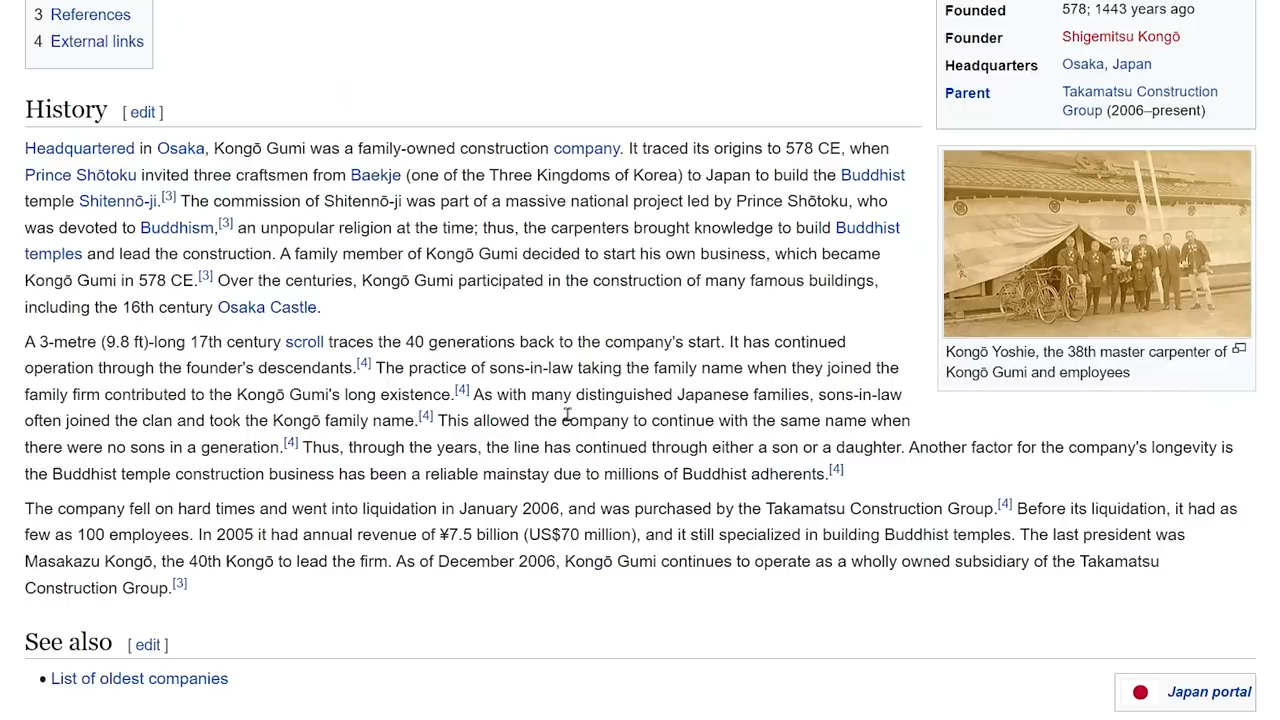 3 References
4 External links
Founded 578; 1443 years ago
Founder Shigemitsu Kongō
Headquarters Osaka, Japan
Parent Takamatsu Construction
Group (2006–present)
History [ edit ]
Headquartered in Osaka, Kongō Gumi was a family-owned construction company. It traced its origins to 578 CE, when
Prince Shōtoku invited three craftsmen from Baekje (one of the Three Kingdoms of Korea) to Japan to build the Buddhist
temple Shitennō-ji.[3] The commission of Shitennō-ji was part of a massive national project led by Prince Shōtoku, who
was devoted to Buddhism,[3] an unpopular religion at the time; thus, the carpenters brought knowledge to build Buddhist
temples and lead the construction. A family member of Kongō Gumi decided to start his own business, which became
Kongō Gumi in 578 CE.[3] Over the centuries, Kongō Gumi participated in the construction of many famous buildings,
including the 16th century Osaka Castle.
Kongō Yoshie, the 38th master carpenter of
Kongō Gumi and employees
A 3-metre (9.8 ft)-long 17th century scroll traces the 40 generations back to the company's start. It has continued
operation through the founder's descendants.[4] The practice of sons-in-law taking the family name when they joined the
family firm contributed to the Kongō Gumi's long existence.[4] As with many distinguished Japanese families, sons-in-law
often joined the clan and took the Kongō family name.[4] This allowed the company to continue with the same name when
there were no sons in a generation.[4] Thus, through the years, the line has continued through either a son or a daughter. Another factor for the company's longevity is
the Buddhist temple construction business has been a reliable mainstay due to millions of Buddhist adherents.[4]
The company fell on hard times and went into liquidation in January 2006, and was purchased by the Takamatsu Construction Group.[4] Before its liquidation, it had as
few as 100 employees. In 2005 it had annual revenue of ¥7.5 billion (US$70 million), and it still specialized in building Buddhist temples. The last president was
Masakazu Kongō, the 40th Kongō to lead the firm. As of December 2006, Kongō Gumi continues to operate as a wholly owned subsidiary of the Takamatsu
Construction Group.[3]
See also [ edit ]
• List of oldest companies
Japan portal